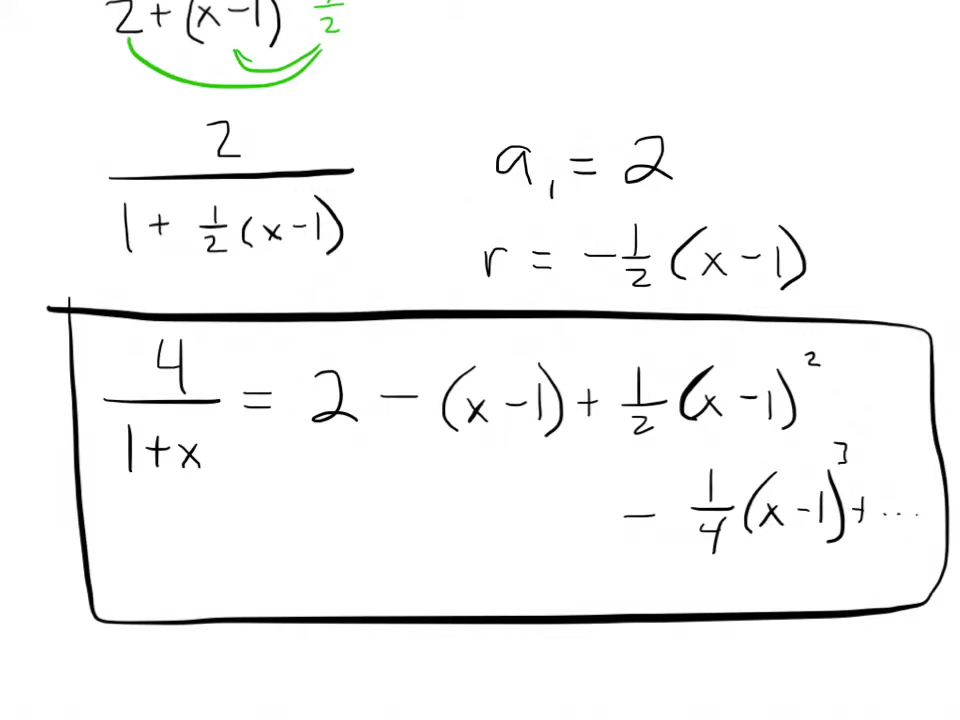 2 + (x - 1) 1/2
2 / (1 + 1/2 (x - 1))
a₁ = 2
r = - 1/2 (x - 1)
4 / (1 + x) = 2 - (x - 1) + 1/2 (x - 1)²
- 1/4 (x - 1)³ + ...